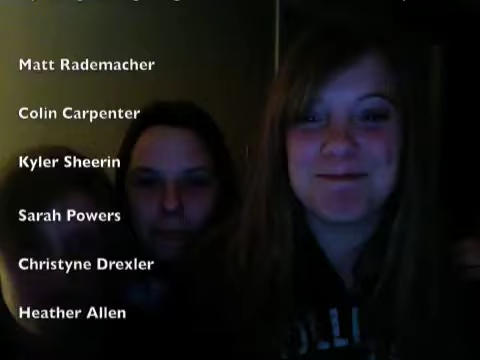 Matt Rademacher
Colin Carpenter
Kyler Sheerin
Sarah Powers
Christyne Drexler
Heather Allen